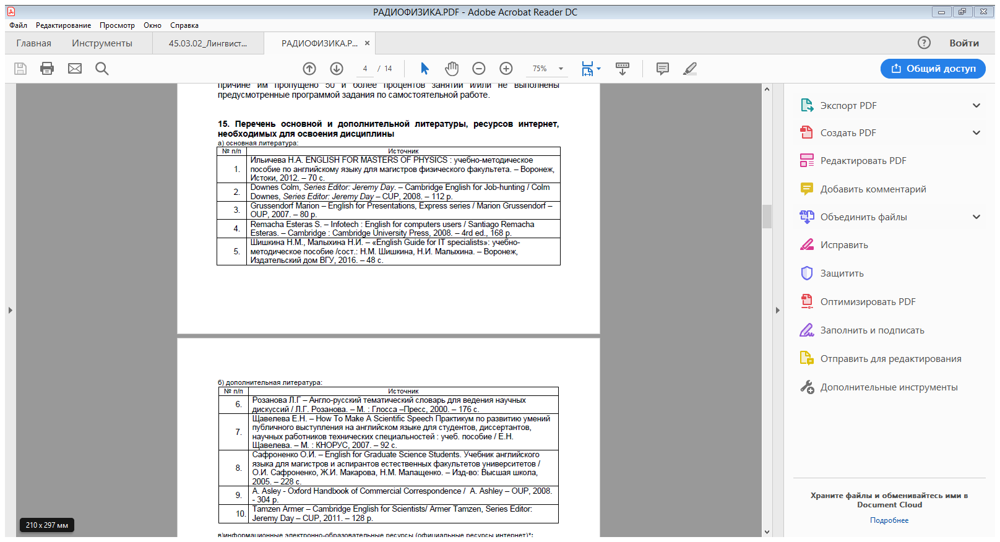 РАДИОФИЗИКА.PDF - Adobe Acrobat Reader DC
Файл Редактирование Просмотр Окно Справка
Главная Инструменты 45.03.02_Лингвист... РАДИОФИЗИКА.P... ×
Войти
4 / 14 75% Общий доступ
причине им пропущено 50 и более процентов занятий и/или не выполнены
предусмотренные программой задания по самостоятельной работе.
15. Перечень основной и дополнительной литературы, ресурсов интернет,
необходимых для освоения дисциплины
а) основная литература:
№ п/п Источник
1. Ильичева Н.А. ENGLISH FOR MASTERS OF PHYSICS : учебно-методическое
пособие по английскому языку для магистров физического факультета. – Воронеж,
Истоки, 2012. – 70 с.
2. Downes Colm, Series Editor: Jeremy Day. – Cambridge English for Job-hunting / Colm
Downes, Series Editor: Jeremy Day – CUP, 2008. – 112 p.
3. Grussendorf Marion – English for Presentations, Express series / Marion Grussendorf –
OUP, 2007. – 80 p.
4. Remacha Esteras S. – Infotech : English for computers users / Santiago Remacha
Esteras. – Cambridge : Cambridge University Press, 2008. – 4rd ed., 168 p.
5. Шишкина Н.М., Малыхина Н.И. – «English Guide for IT specialists»: учебно-
методическое пособие /сост.: Н.М. Шишкина, Н.И. Малыхина. – Воронеж,
Издательский дом ВГУ, 2016. – 48 с.
б) дополнительная литература:
№ п/п Источник
6. Розанова Л.Г – Англо-русский тематический словарь для ведения научных
дискуссий / Л.Г. Розанова. – М. : Глосса –Пресс, 2000. – 176 с.
7. Щавелева Е.Н. – How To Make A Scientific Speech Практикум по развитию умений
публичного выступления на английском языке для студентов, диссертантов,
научных работников технических специальностей : учеб. пособие / Е.Н.
Щавелева. – М. : КНОРУС, 2007. – 92 с.
8. Сафроненко О.И. – English for Graduate Science Students. Учебник английского
языка для магистров и аспирантов естественных факультетов университетов /
О.И. Сафроненко, Ж.И. Макарова, Н.М. Малащенко. – Изд-во: Высшая школа,
2005. – 228 с.
9. A. Asley - Oxford Handbook of Commercial Correspondence / A. Ashley – OUP, 2008.
- 304 p.
10. Tamzen Armer – Cambridge English for Scientists/ Armer Tamzen, Series Editor:
Jeremy Day – CUP, 2011. – 128 p.
в)информационные электронно-образовательные ресурсы (официальные ресурсы интернет)*:
210 x 297 мм
Экспорт PDF
Создать PDF
Редактировать PDF
Добавить комментарий
Объединить файлы
Исправить
Защитить
Оптимизировать PDF
Заполнить и подписать
Отправить для редактирования
Дополнительные инструменты
Храните файлы и обменивайтесь ими в
Document Cloud
Подробнее